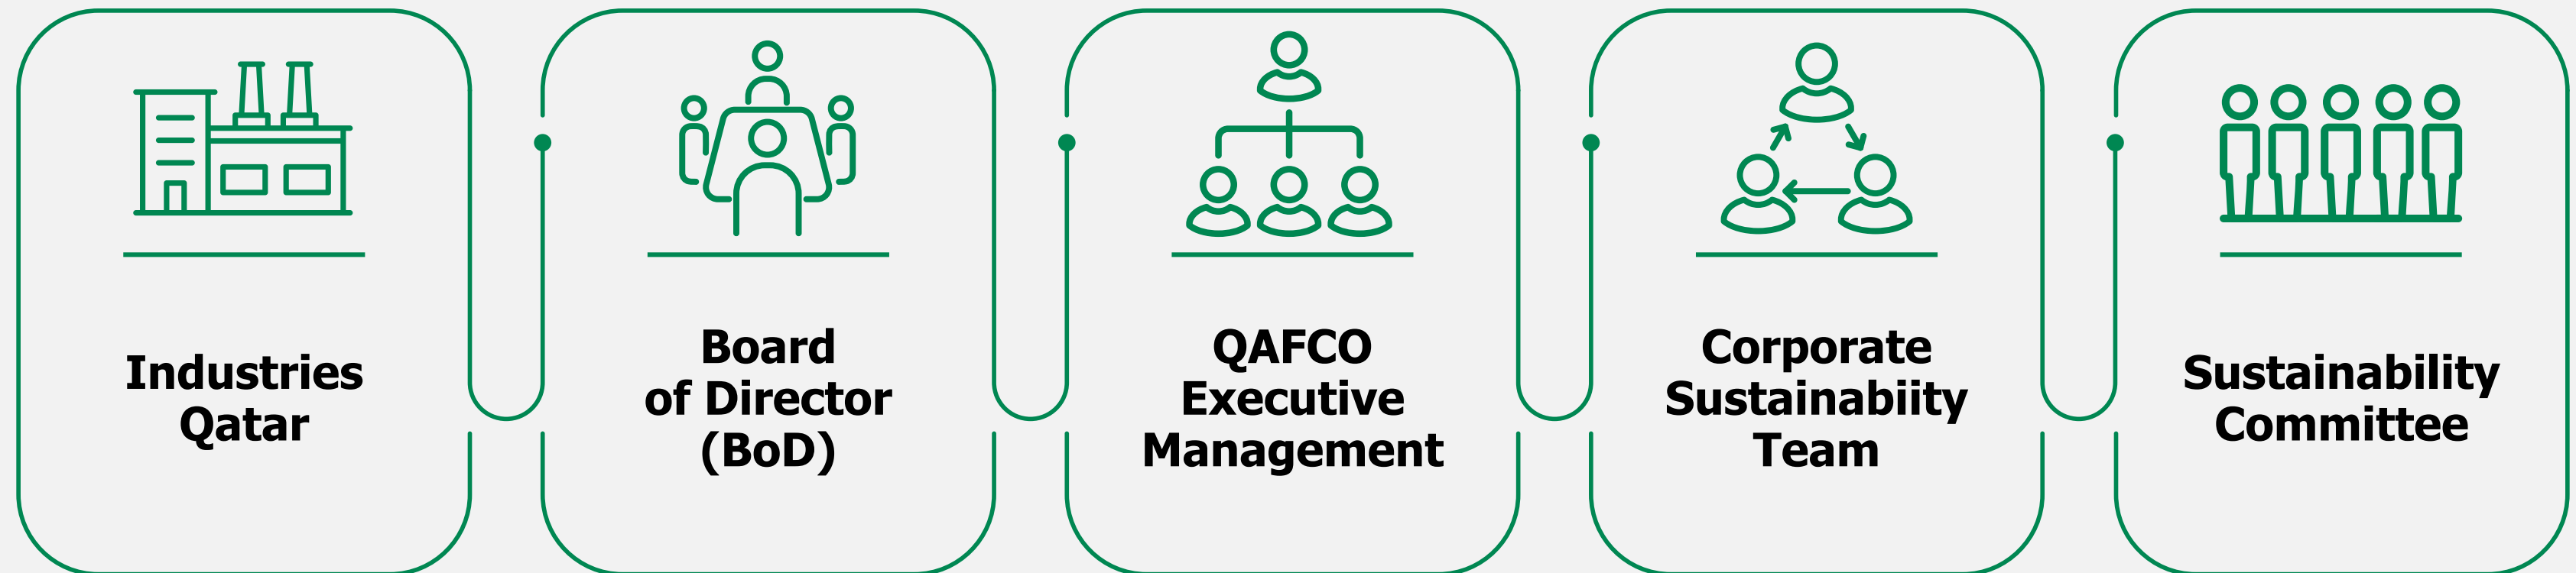 Industries
Qatar
Board
of Director
(BoD)
QAFCO
Executive
Management
Corporate
Sustainabiity
Team
Sustainability
Committee